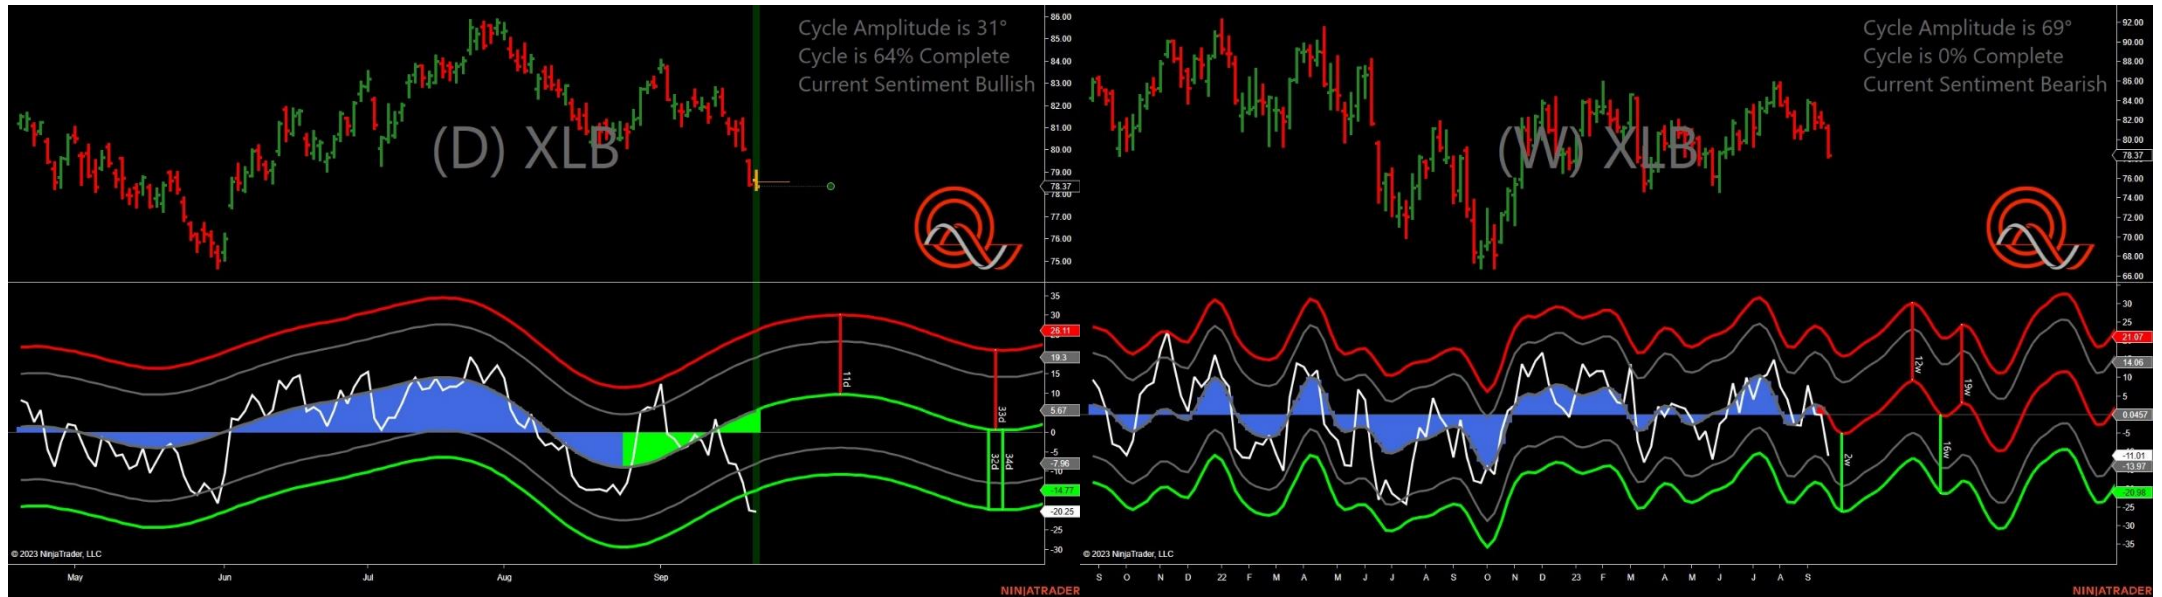 Cycle Amplitude is 31°
Cycle is 64% Complete
Current Sentiment Bullish
(D) XLB
86.00
85.00
84.00
83.00
82.00
81.00
80.00
79.00
78.37
78.00
77.00
76.00
75.00
35
30
26.11
19.3
15
10
5.67
0
-5
-7.96
-10
-14.77
-20.25
-25
-30
11d
33d
32d
34d
© 2023 NinjaTrader, LLC
May Jun Jul Aug Sep
NINJATRADER
Cycle Amplitude is 69°
Cycle is 0% Complete
Current Sentiment Bearish
(W) XLB
92.00
90.00
88.00
86.00
84.00
82.00
80.00
78.37
76.00
74.00
72.00
70.00
68.00
66.00
30
25
21.07
14.06
10
5
0.0457
-5
-11.01
-13.97
-20.98
-25
-30
-35
12w
19w
2w
16w
© 2023 NinjaTrader, LLC
S O N D 22 F M A M J J A S O N D 23 F M A M J J A S
NINJATRADER